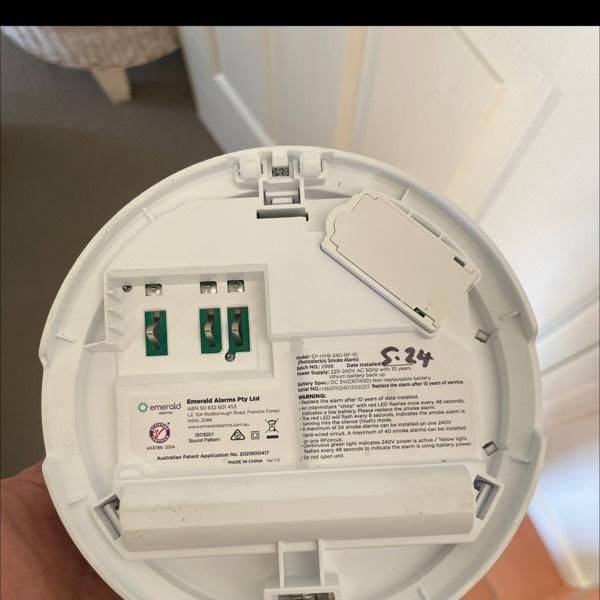 Model: EP-HYB-240-RF-10
(Photoelectric Smoke Alarm)
BATCH NO.: 2998 Date Installed: 5.24
Power Supply: 220-240V AC 50Hz with 10 years
lithium battery back up
Battery Spec.: DC 3V(CR17450) Non-replaceable battery
Serial NO.: Replace the alarm after 10 years of service.
WARNING:
• Replace the alarm after 10 years of date installed.
• An intermittent "chirp" with red LED flashes once every 48 seconds,
indicates a low battery. Please replace the smoke alarm.
• The red LED will flash every 8 seconds, indicates the smoke alarm is
running into the silence (Hush) mode.
• A maximum of 24 smoke alarms can be installed on one 240V
hard-wired circuit. A maximum of 40 smoke alarms can be installed
on one RFcircuit.
• Continuous green light indicates 240V power is active / Yellow light
flashes every 48 seconds to indicate the alarm is using battery.
• Do not open unit.
emerald
alarms
Emerald Alarms Pty Ltd
ABN 50 632 601 453
L2, 12A Rodborough Road, Frenchs Forest
NSW, 2086
www.emeraldalarms.com.au
AS3786: 2014
ISO8201
Sound Pattern
Australian Patent Application No. 2021900417
MADE IN CHINA Ver:1.0